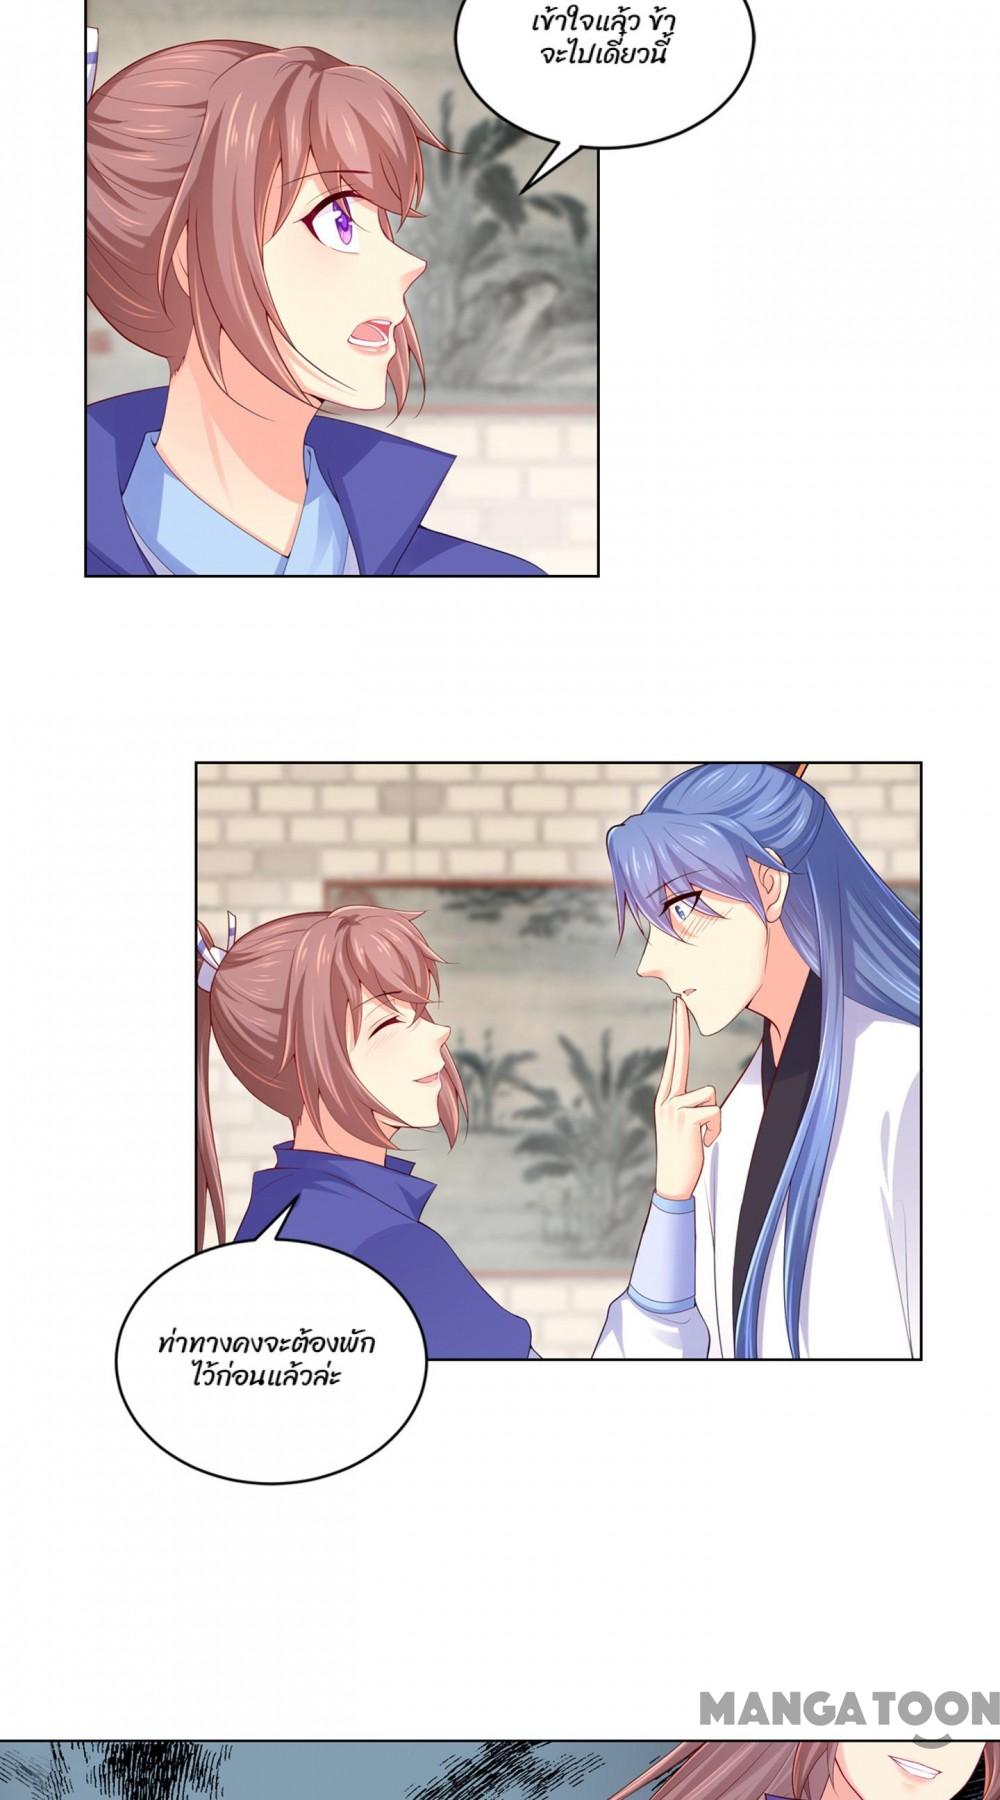 เข้าใจแล้ว ข้า
จะไปเดี๋ยวนี้
ท่าทางคงจะต้องพัก
ไว้ก่อนแล้วล่ะ
MANGATOON